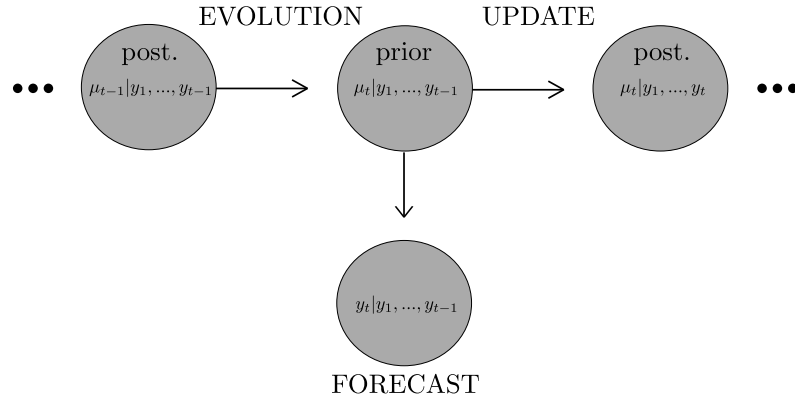 EVOLUTION
UPDATE
post.
prior
post.
μ_{t−1}|y_1, ..., y_{t−1}
μ_t|y_1, ..., y_{t−1}
μ_t|y_1, ..., y_t
y_t|y_1, ..., y_{t−1}
FORECAST